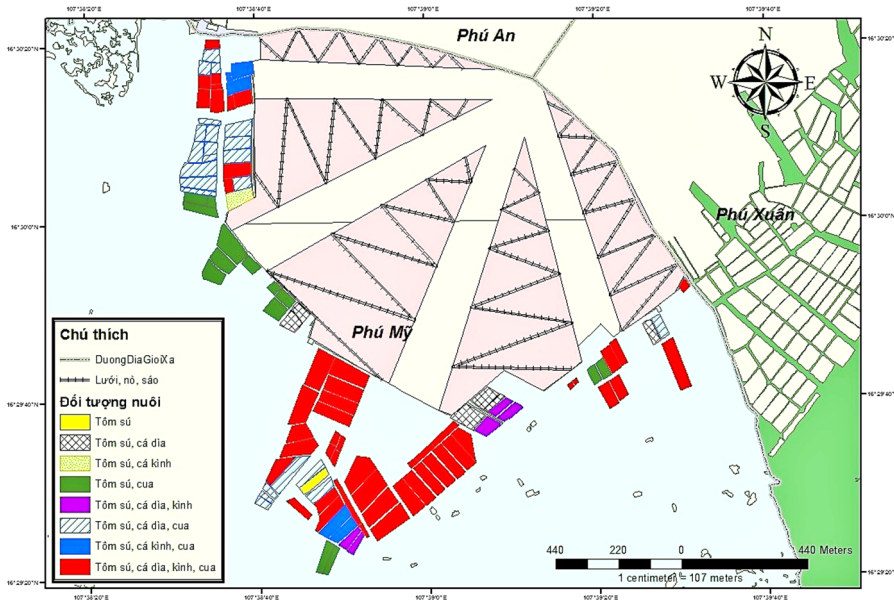 107°38'20"E 107°38'40"E 107°39'0"E 107°39'20"E 107°39'40"E
16°30'20"N 16°30'20"N
Phú An
N
W E
S
Phú Xuân
16°30'0"N 16°30'0"N
Phú Mỹ
Chú thích
DuongDiaGioiXa
Lưới, nò, sáo
Đối tượng nuôi
Tôm sú
Tôm sú, cá dìa
Tôm sú, cá kình
Tôm sú, cua
Tôm sú, cá dìa, kình
Tôm sú, cá dìa, cua
Tôm sú, cá kình, cua
Tôm sú, cá dìa, kình, cua
16°29'40"N 16°29'40"N
440 220 0 440 Meters
1 centimeter = 107 meters
16°29'20"N 16°29'20"N
107°38'20"E 107°38'40"E 107°39'0"E 107°39'20"E 107°39'40"E